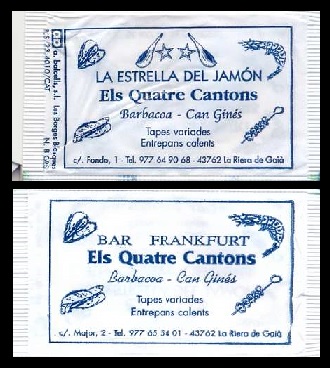 LA ESTRELLA DEL JAMÓN
Els Quatre Cantons
Barbacoa - Can Ginés
Tapes variades
Entrepans calents
c/. Fondo, 1 - Tel. 977 64 90 68 - 43762 La Riera de Gaià
BAR FRANKFURT
Els Quatre Cantons
Barbacoa - Can Ginés
Tapes variades
Entrepans calents
c/. Major, 2 - Tel. 977 65 54 01 - 43762 La Riera de Gaià